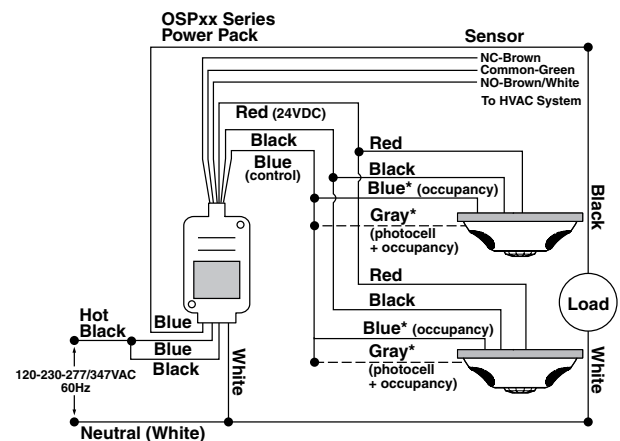 OSPxx Series
Power Pack
Sensor
NC-Brown
Common-Green
NO-Brown/White
To HVAC System
Red (24VDC)
Black
Blue
(control)
Red
Black
Blue* (occupancy)
Gray*
(photocell
+ occupancy)
Black
Red
Black
Blue* (occupancy)
Gray*
(photocell
+ occupancy)
Load
White
Hot
Black
Blue
Blue
Black
White
120-230-277/347VAC
60Hz
Neutral (White)